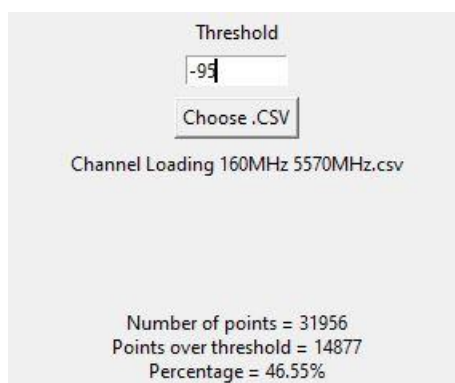 Threshold
-95
Choose .CSV
Channel Loading 160MHz 5570MHz.csv
Number of points = 31956
Points over threshold = 14877
Percentage = 46.55%